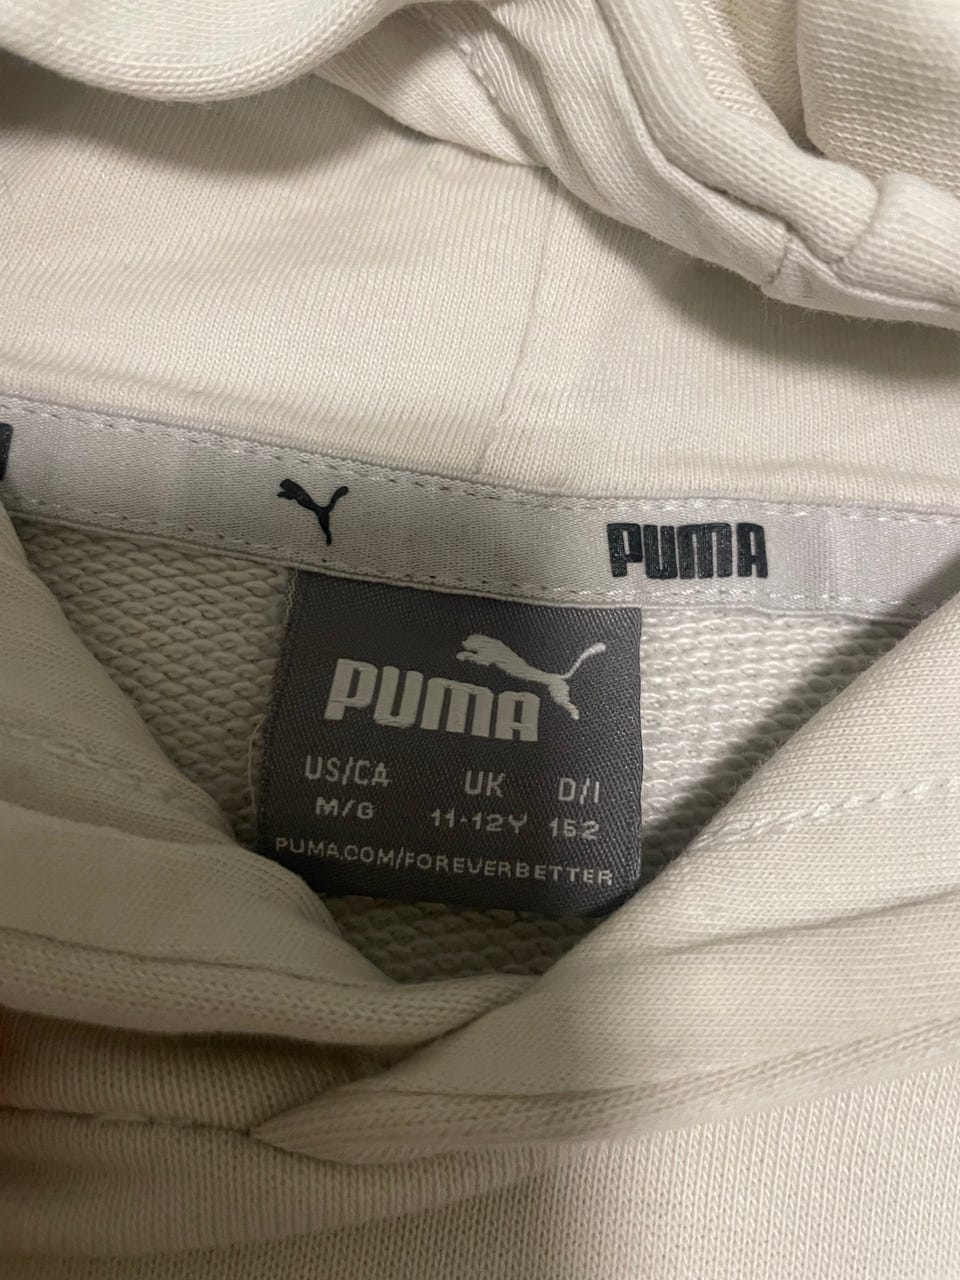 PUMA
PUMA
US/CA UK D/I
M/G 11-12Y 152
PUMA.COM/FOREVERBETTER